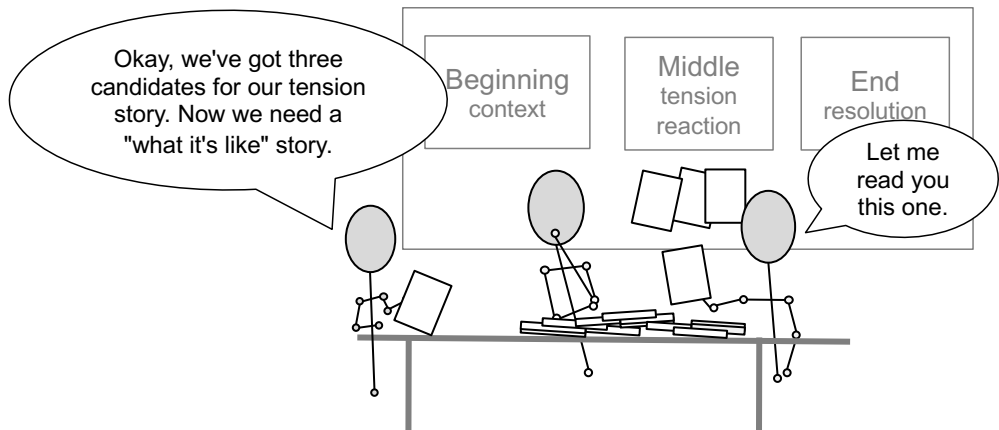 Okay, we've got three
candidates for our tension
story. Now we need a
"what it's like" story.
Beginning
context
Middle
tension
reaction
End
resolution
Let me
read you
this one.